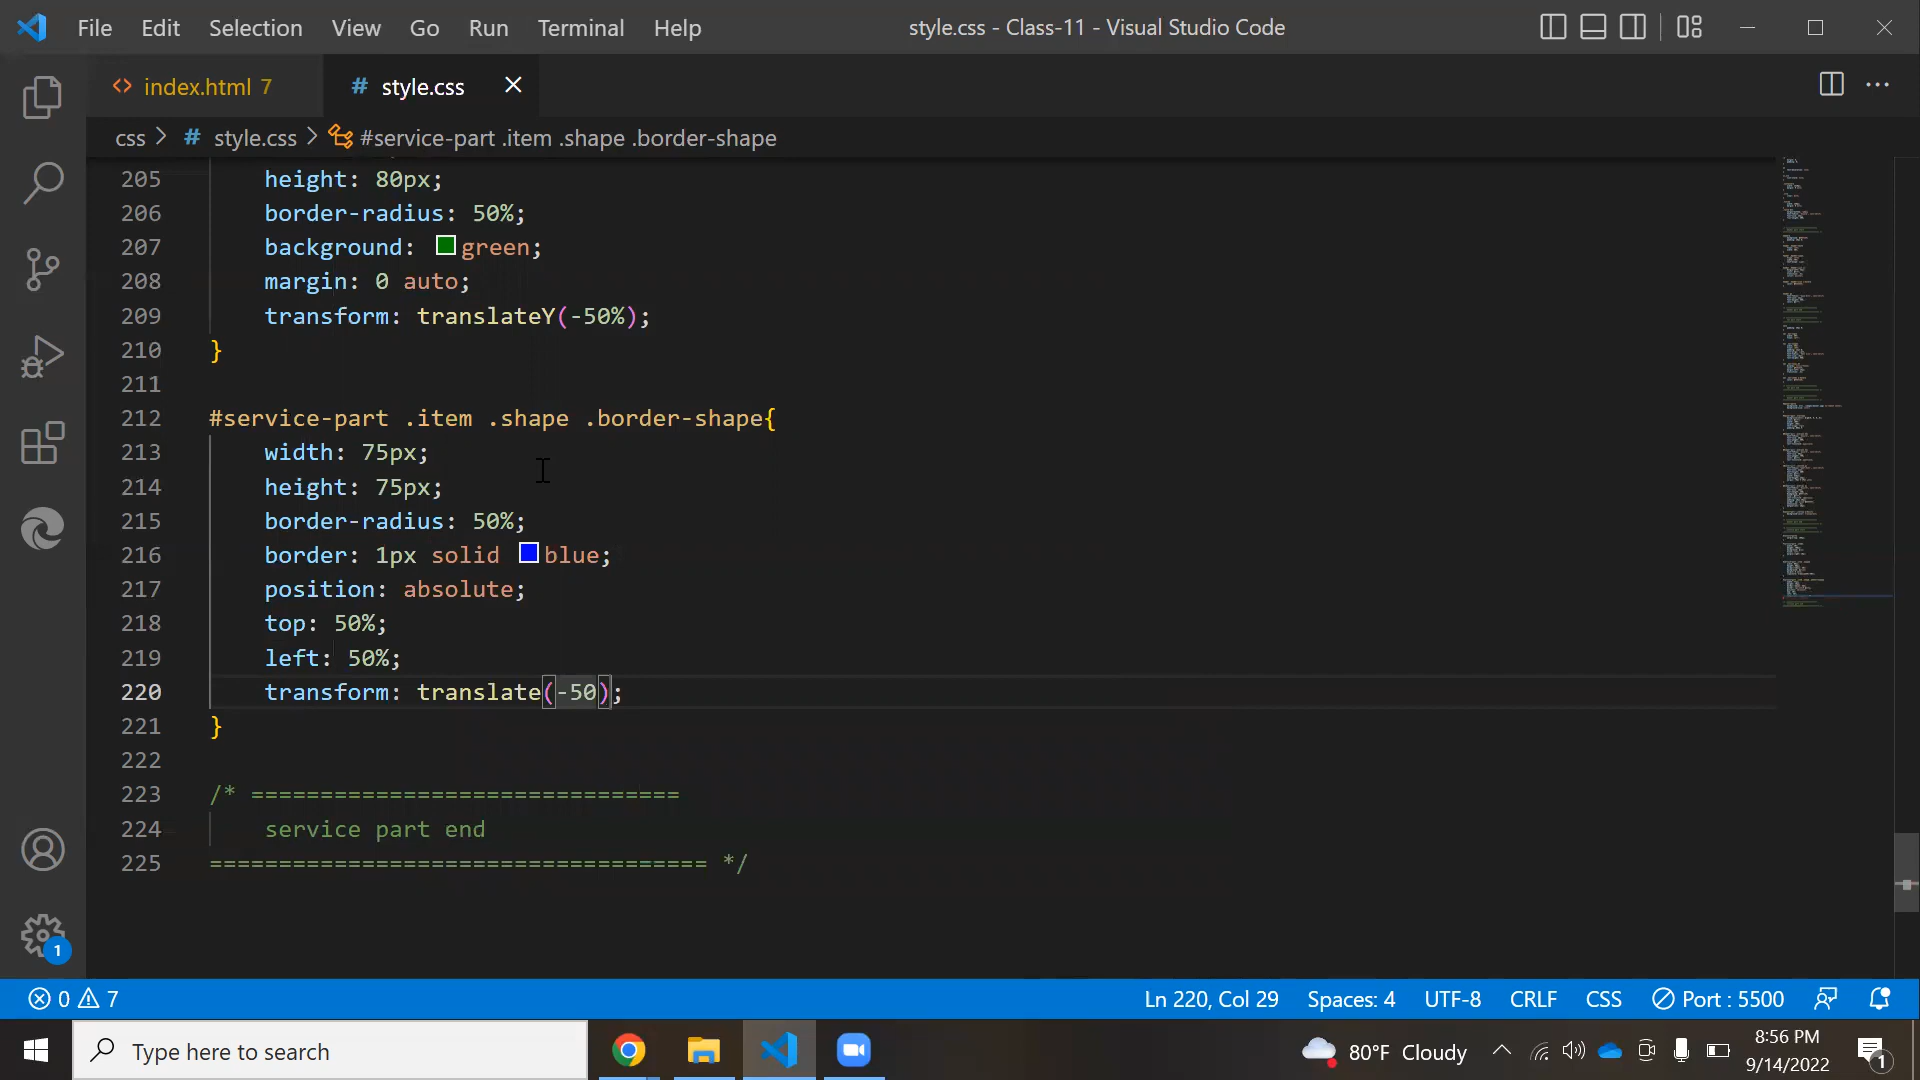 File Edit Selection View Go Run Terminal Help style.css - Class-11 - Visual Studio Code
<> index.html 7 # style.css
css > # style.css > #service-part .item .shape .border-shape
205 height: 80px;
206 border-radius: 50%;
207 background: green;
208 margin: 0 auto;
209 transform: translateY(-50%);
210 }
211
212 #service-part .item .shape .border-shape{
213 width: 75px;
214 height: 75px;
215 border-radius: 50%;
216 border: 1px solid blue;
217 position: absolute;
218 top: 50%;
219 left: 50%;
220 transform: translate(-50);
221 }
222
223 /* ===============================
224 service part end
225 ==================================== */
1
0 7 Ln 220, Col 29 Spaces: 4 UTF-8 CRLF CSS Port : 5500
Type here to search 80°F Cloudy 8:56 PM
9/14/2022 1